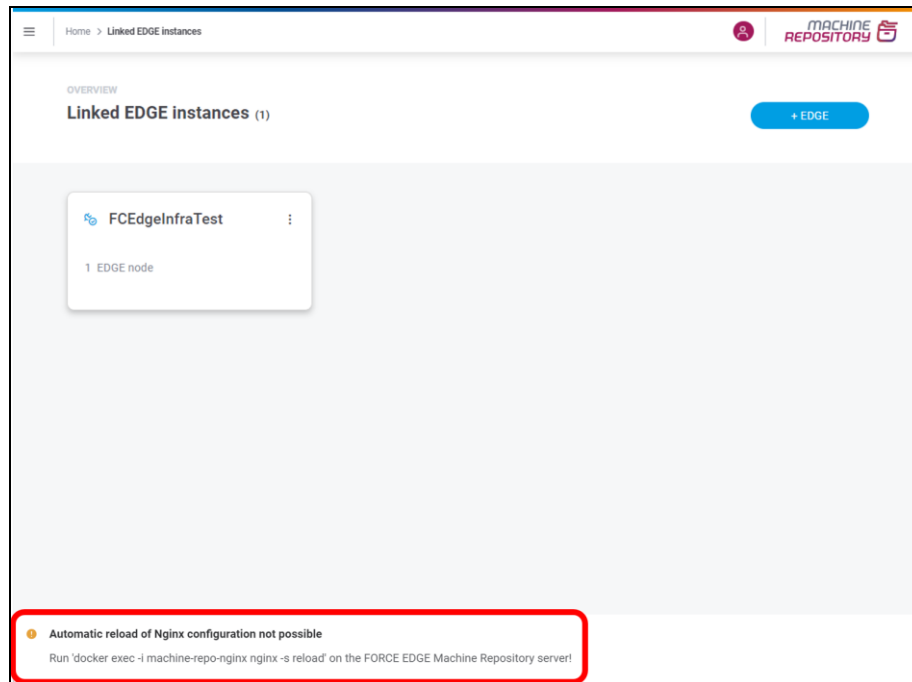 Home > Linked EDGE instances
MACHINE
REPOSITORY
OVERVIEW
Linked EDGE instances (1)
+ EDGE
FCEdgeInfraTest
1 EDGE node
Automatic reload of Nginx configuration not possible
Run 'docker exec -i machine-repo-nginx nginx -s reload' on the FORCE EDGE Machine Repository server!